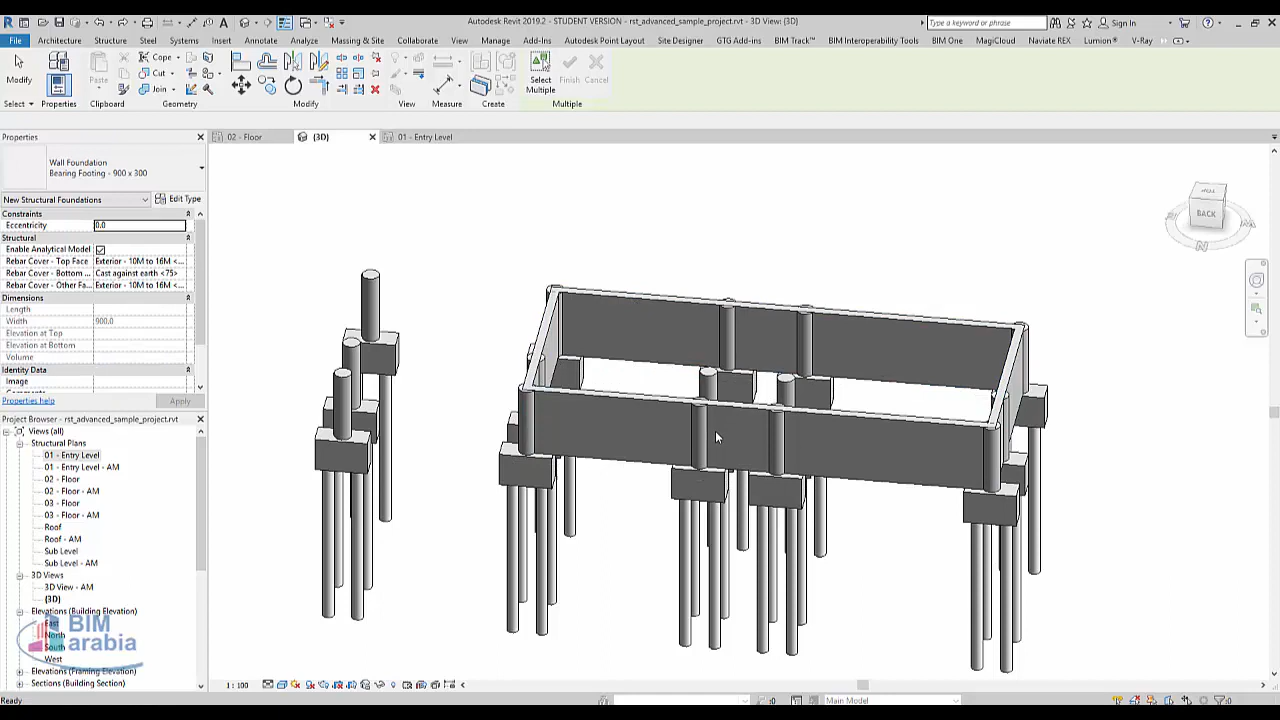 Autodesk Revit 2019.2 - STUDENT VERSION - rst_advanced_sample_project.rvt - 3D View: {3D}
Type a keyword or phrase
Sign In
File Architecture Structure Steel Systems Insert Annotate Analyze Massing & Site Collaborate View Manage Add-Ins Autodesk Point Layout Site Designer BIM Track™ BIM Interoperability Tools BIM One MagiCloud Naviate REX Lumion® V-Ray
Modify
Paste
Cope
Cut
Join
Select Multiple
Finish
Cancel
Select Properties Clipboard Geometry Modify View Measure Create Multiple
Properties
02 - Floor
{3D}
01 - Entry Level
Wall Foundation
Bearing Footing - 900 x 300
New Structural Foundations
Edit Type
Constraints
Eccentricity 0.0
Structural
Enable Analytical Model
Rebar Cover - Top Face Exterior - 10M to 16M <...
Rebar Cover - Bottom ... Cast against earth <75>
Rebar Cover - Other Fa... Exterior - 10M to 16M <...
Dimensions
Length
Width 900.0
Elevation at Top
Elevation at Bottom
Volume
Identity Data
Image
Properties help
Apply
Project Browser - rst_advanced_sample_project.rvt
Views (all)
Structural Plans
01 - Entry Level
01 - Entry Level - AM
02 - Floor
02 - Floor - AM
03 - Floor
03 - Floor - AM
Roof
Roof - AM
Sub Level
Sub Level - AM
3D Views
3D View - AM
{3D}
Elevations (Building Elevation)
East
North
South
West
Elevations (Framing Elevation)
Sections (Building Section)
BIM
arabia
TOP
BACK
N
1 : 100
Ready
:0
Main Model
:0